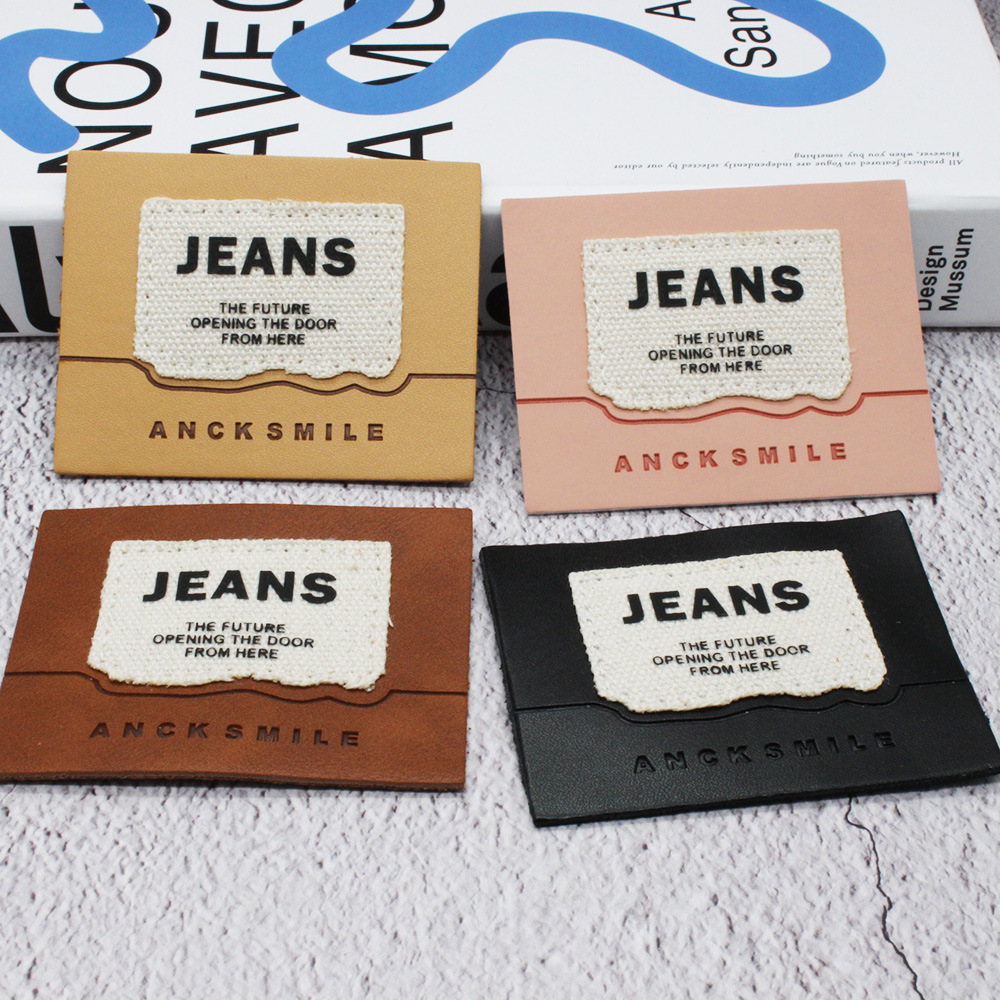 A
San
All products featured on Vogue are independently selected by our editor
However, when you buy something
Design
Mussum
JEANS
THE FUTURE
OPENING THE DOOR
FROM HERE
ANCKSMILE
JEANS
THE FUTURE
OPENING THE DOOR
FROM HERE
ANCKSMILE
JEANS
THE FUTURE
OPENING THE DOOR
FROM HERE
ANCKSMILE
JEANS
THE FUTURE
OPENING THE DOOR
FROM HERE
ANCKSMILE